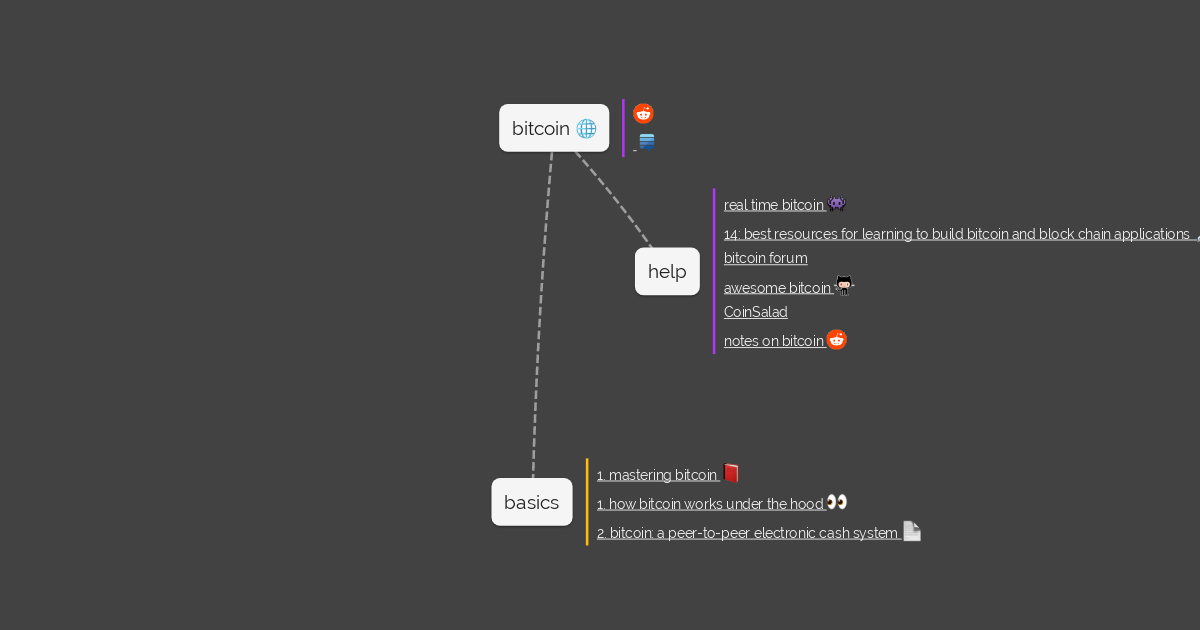 bitcoin
real time bitcoin
14: best resources for learning to build bitcoin and block chain applications
help
bitcoin forum
awesome bitcoin
CoinSalad
notes on bitcoin
basics
1. mastering bitcoin
1. how bitcoin works under the hood
2. bitcoin: a peer-to-peer electronic cash system